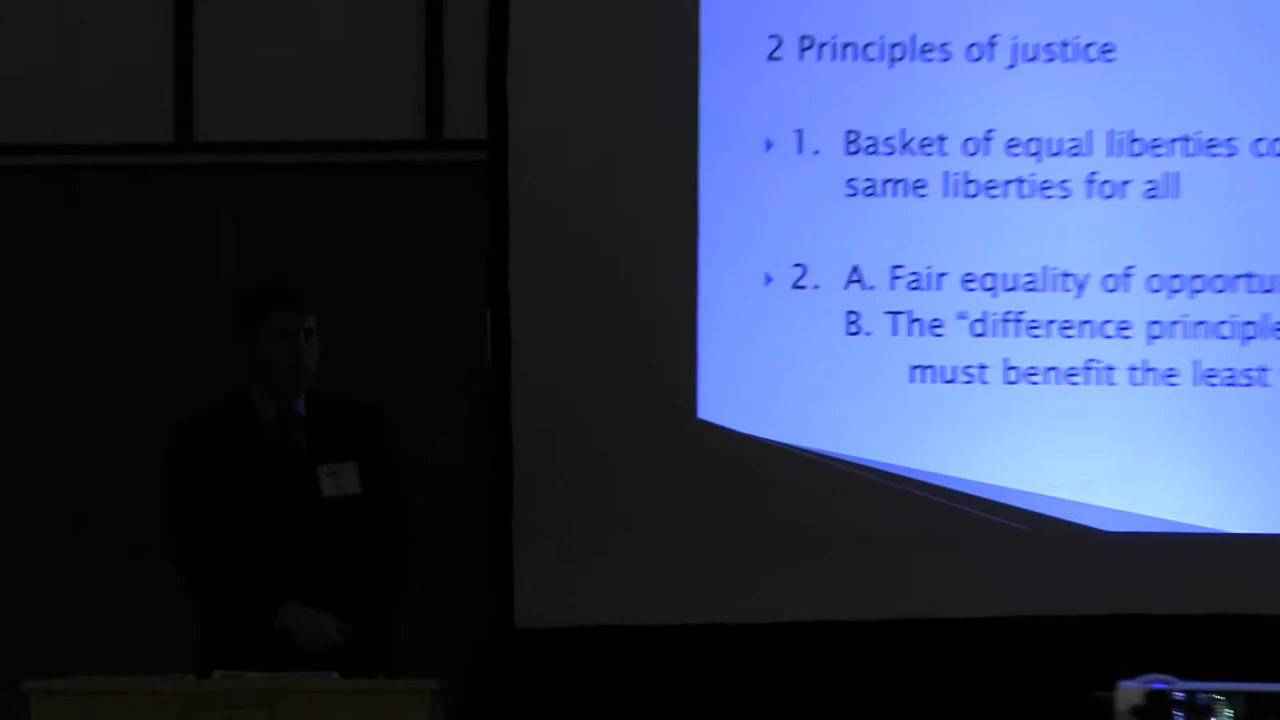 2 Principles of justice
1. Basket of equal liberties co
same liberties for all
2. A. Fair equality of opportu
B. The "difference principle
must benefit the least